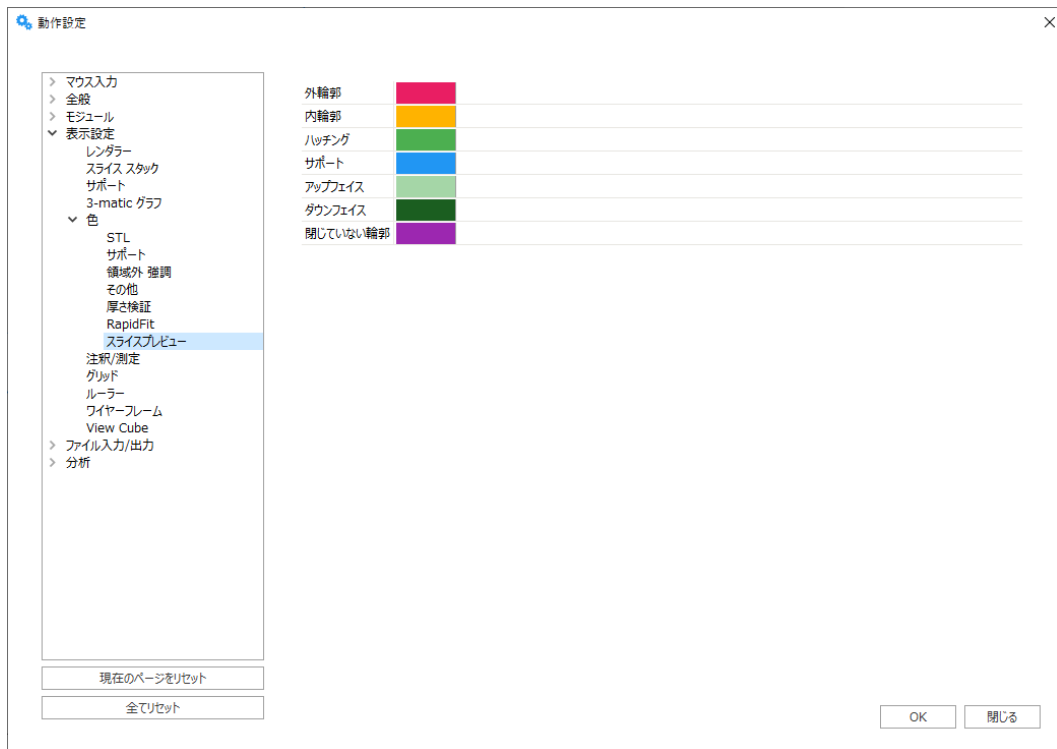 動作設定
マウス入力
全般
モジュール
表示設定
レンダラー
スライス スタック
サポート
3-matic グラフ
色
STL
サポート
領域外 強調
その他
厚さ検証
RapidFit
スライスプレビュー
注釈/測定
グリッド
ルーラー
ワイヤーフレーム
View Cube
ファイル入力/出力
分析
現在のページをリセット
全てリセット
外輪郭
内輪郭
ハッチング
サポート
アップフェイス
ダウンフェイス
閉じていない輪郭
OK
閉じる